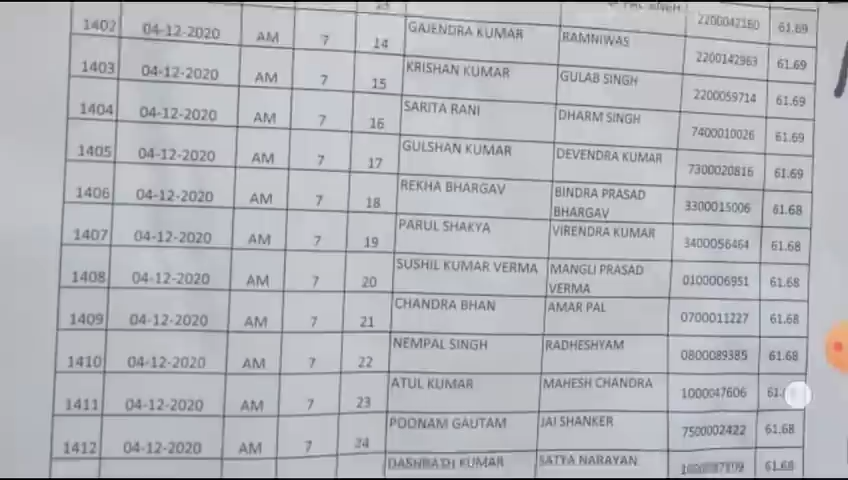 PAL SINGH 2200042160 61.69
1402 04-12-2020 AM 7 14 GAJENDRA KUMAR RAMNIWAS 2200142963 61.69
1403 04-12-2020 AM 7 15 KRISHAN KUMAR GULAB SINGH 2200059714 61.69
1404 04-12-2020 AM 7 16 SARITA RANI DHARM SINGH 7400010026 61.69
1405 04-12-2020 AM 7 17 GULSHAN KUMAR DEVENDRA KUMAR 7300020816 61.69
1406 04-12-2020 AM 7 18 REKHA BHARGAV BINDRA PRASAD
BHARGAV 3300015006 61.68
1407 04-12-2020 AM 7 19 PARUL SHAKYA VIRENDRA KUMAR 3400056464 61.68
1408 04-12-2020 AM 7 20 SUSHIL KUMAR VERMA MANGLI PRASAD
VERMA 0100006951 61.68
1409 04-12-2020 AM 7 21 CHANDRA BHAN AMAR PAL 0700011227 61.68
1410 04-12-2020 AM 7 22 NEMPAL SINGH RADHESHYAM 0800089385 61.68
1411 04-12-2020 AM 7 23 ATUL KUMAR MAHESH CHANDRA 1000047606
1412 04-12-2020 AM 7 24 POONAM GAUTAM JAI SHANKER 7500002422 61.68
DASHRATH KUMAR SATYA NARAYAN 61.68